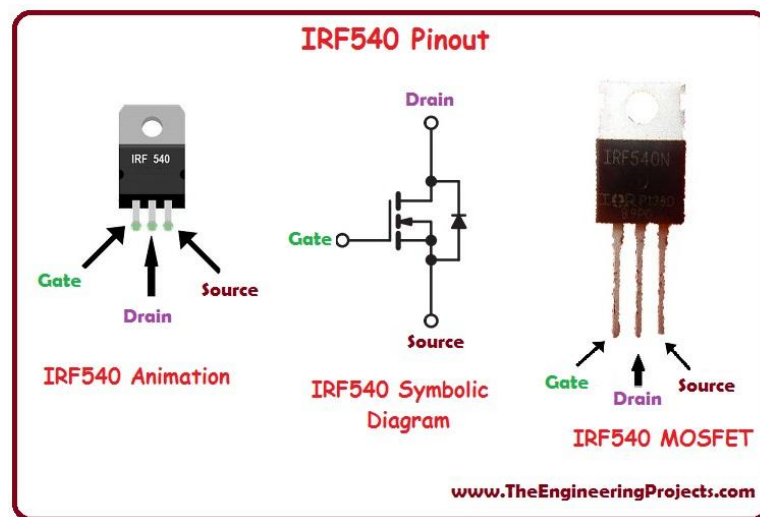 IRF540 Pinout
IRF 540
Gate
Drain
Source
IRF540 Animation
Drain
Gate
Source
IRF540 Symbolic
Diagram
IRF540N
IOR P
Gate
Drain
Source
IRF540 MOSFET
www.TheEngineeringProjects.com